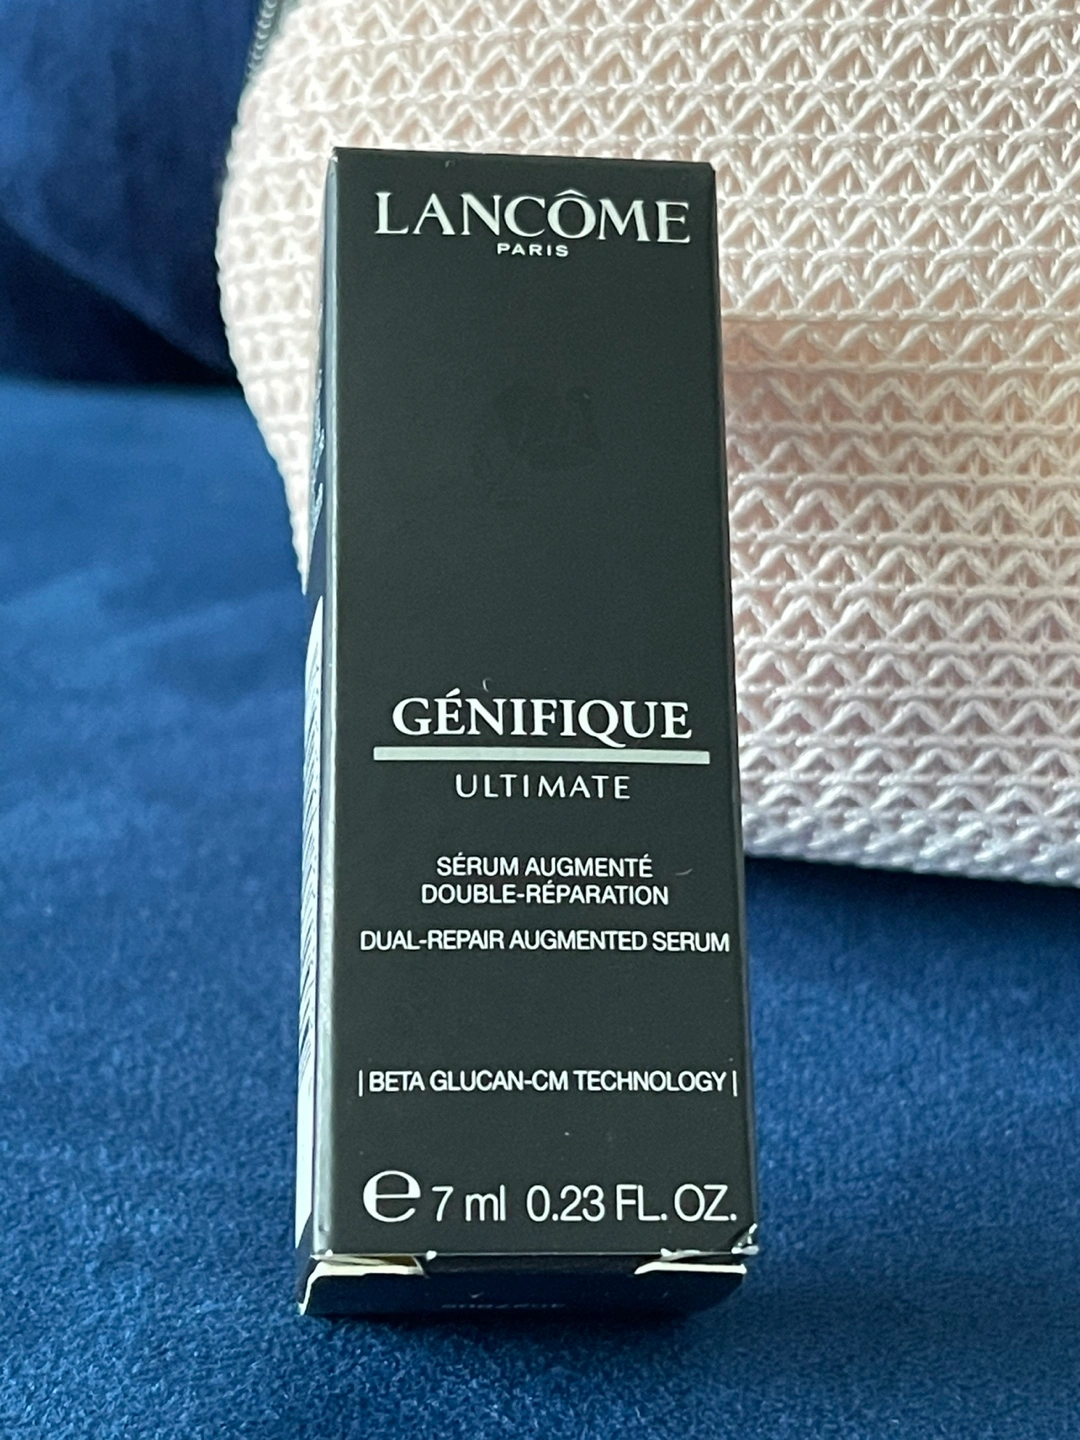 LANCÔME
PARIS
GÉNIFIQUE
ULTIMATE
SÉRUM AUGMENTÉ
DOUBLE-RÉPARATION
DUAL-REPAIR AUGMENTED SERUM
| BETA GLUCAN-CM TECHNOLOGY |
℮ 7 ml 0.23 FL. OZ.